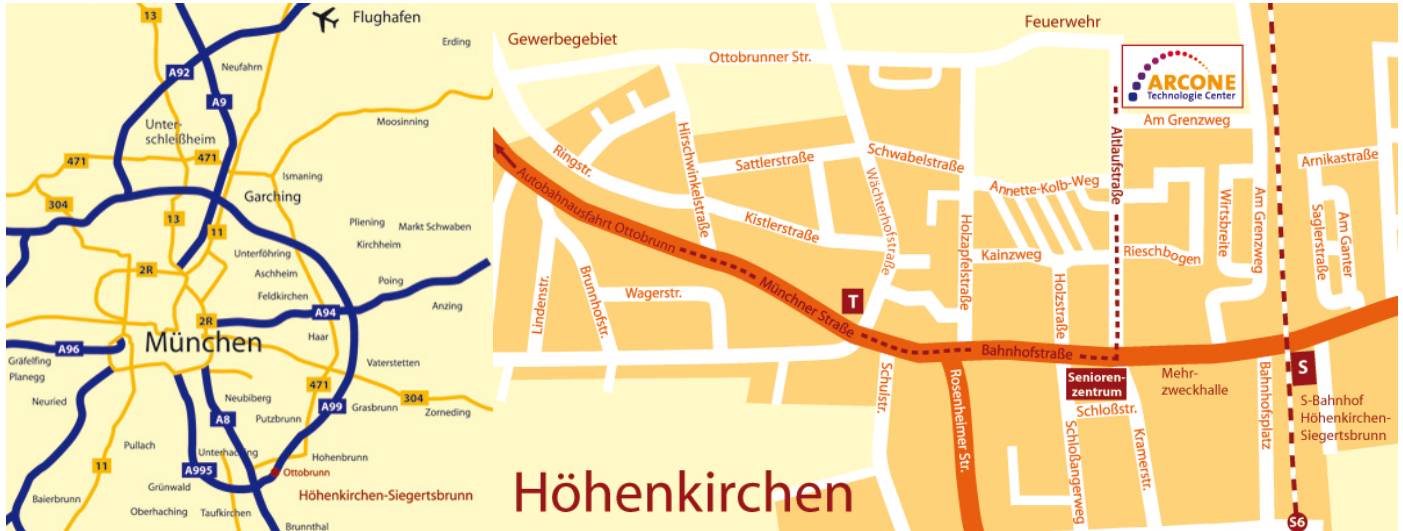 13
Flughafen
Erding
A92
Neufahrn
A9
Unter-
schleißheim
Moosinning
471
471
Ismaning
304
Garching
13
11
Pliening
Markt Schwaben
Kirchheim
Unterföhring
2R
Aschheim
Feldkirchen
Poing
Anzing
A94
2R
München
Haar
A96
Gräfelfing
Planegg
Vaterstetten
471
304
Neuried
Neubiberg
Grasbrunn
Zorneding
A8
Putzbrunn
A99
Pullach
Unterhaching
Hohenbrunn
11
A995
Ottobrunn
Grünwald
Höhenkirchen-Siegertsbrunn
Baierbrunn
Oberhaching
Taufkirchen
Brunnthal
Gewerbegebiet
Feuerwehr
Ottobrunner Str.
ARCONE
Technologie Center
Am Grenzweg
Altlaufstraße
Hirschwinkelstraße
Ringstr.
Sattlerstraße
Schwabelstraße
Arnikastraße
Autobahnausfahrt Ottobrunn
Wächterhofstraße
Annette-Kolb-Weg
Wirtsbreite
Am Grenzweg
Saglerstraße
Am Ganter
Kistlerstraße
Holzapfelstraße
Kainzweg
Rieschbogen
Lindenstr.
Brunnhofstr.
Wagerstr.
Münchner Straße
T
Holzstraße
Bahnhofstraße
Schulstr.
Rosenheimer Str.
Senioren-
zentrum
Mehr-
zweckhalle
Bahnhofsplatz
S
S-Bahnhof
Höhenkirchen-
Siegertsbrunn
Schloßstr.
Schloßangerweg
Kramerstr.
Höhenkirchen
S6